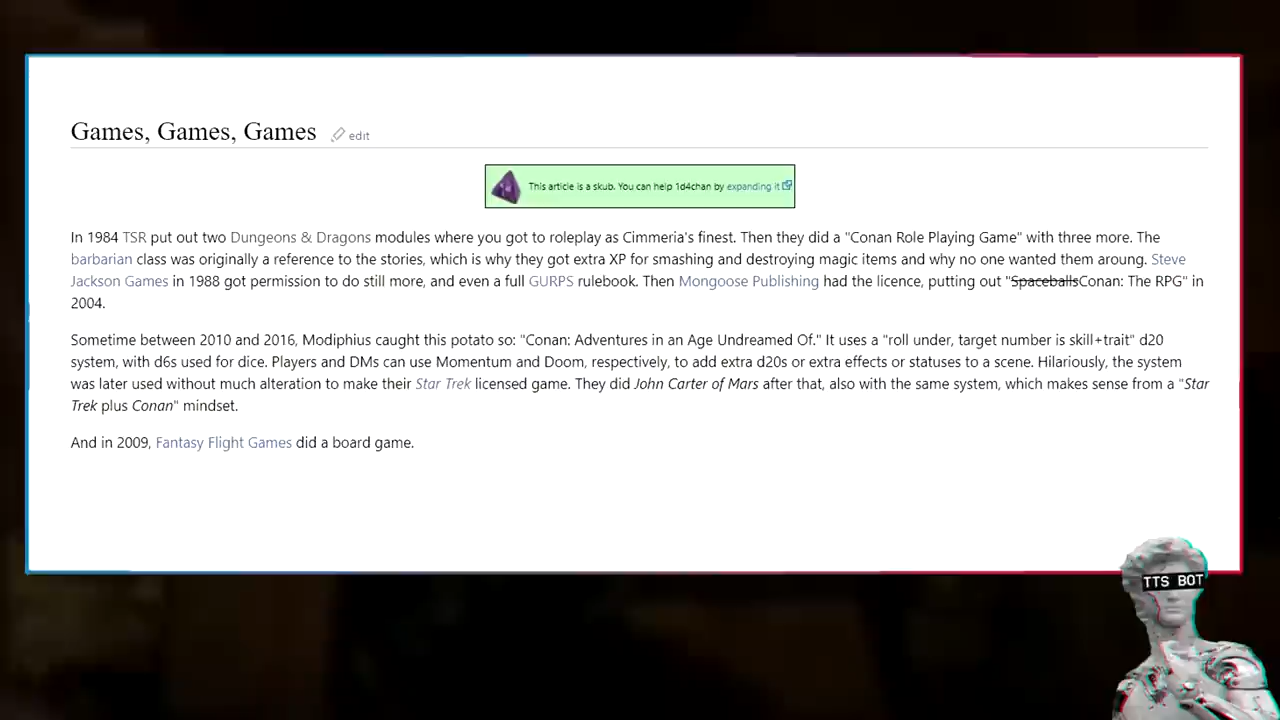 Games, Games, Games edit
This article is a skub. You can help 1d4chan by expanding it
In 1984 TSR put out two Dungeons & Dragons modules where you got to roleplay as Cimmeria's finest. Then they did a "Conan Role Playing Game" with three more. The
barbarian class was originally a reference to the stories, which is why they got extra XP for smashing and destroying magic items and why no one wanted them aroung. Steve
Jackson Games in 1988 got permission to do still more, and even a full GURPS rulebook. Then Mongoose Publishing had the licence, putting out "SpaceballsConan: The RPG" in
2004.
Sometime between 2010 and 2016, Modiphius caught this potato so: "Conan: Adventures in an Age Undreamed Of." It uses a "roll under, target number is skill+trait" d20
system, with d6s used for dice. Players and DMs can use Momentum and Doom, respectively, to add extra d20s or extra effects or statuses to a scene. Hilariously, the system
was later used without much alteration to make their Star Trek licensed game. They did John Carter of Mars after that, also with the same system, which makes sense from a "Star
Trek plus Conan" mindset.
And in 2009, Fantasy Flight Games did a board game.
TTS BOT